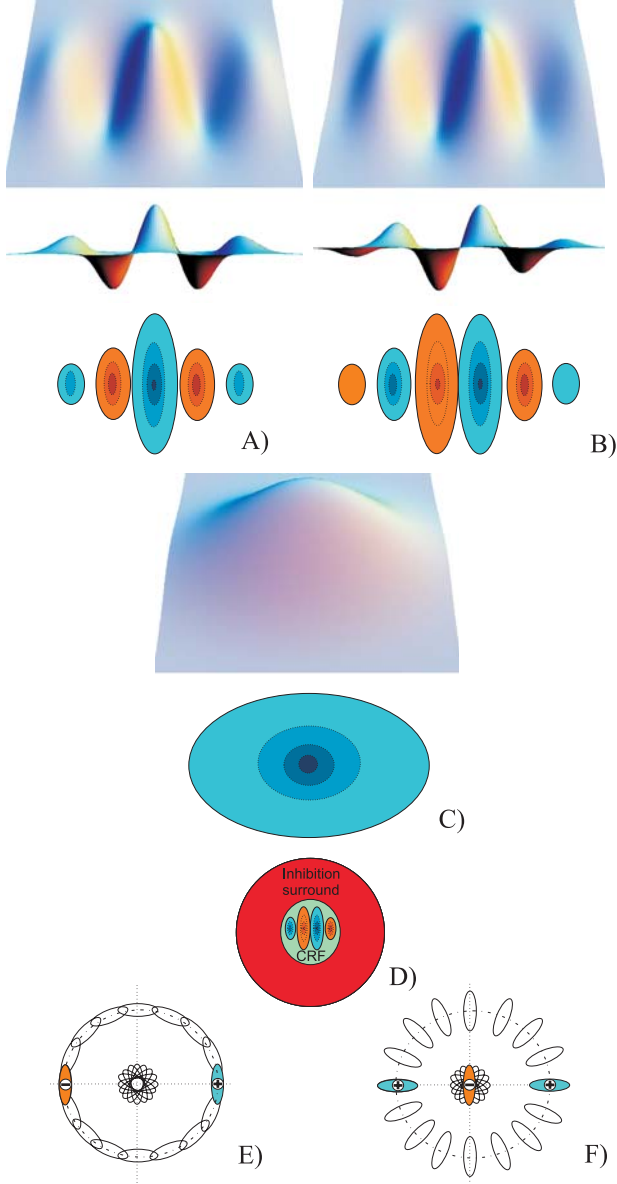 A)
B)
C)
Inhibition
surround
CRF
D)
−
+
E)
+
−
+
F)